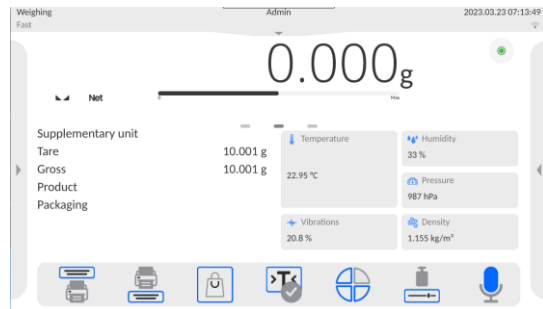 Weighing Admin 2023.03.23 07:13:49
Fast
0.000g
Net
0 Max
Supplementary unit
Tare 10.001 g
Gross 10.001 g
Product
Packaging
Temperature
22.95 °C
Humidity
33 %
Pressure
987 hPa
Vibrations
20.8 %
Density
1.155 kg/m³
>T<